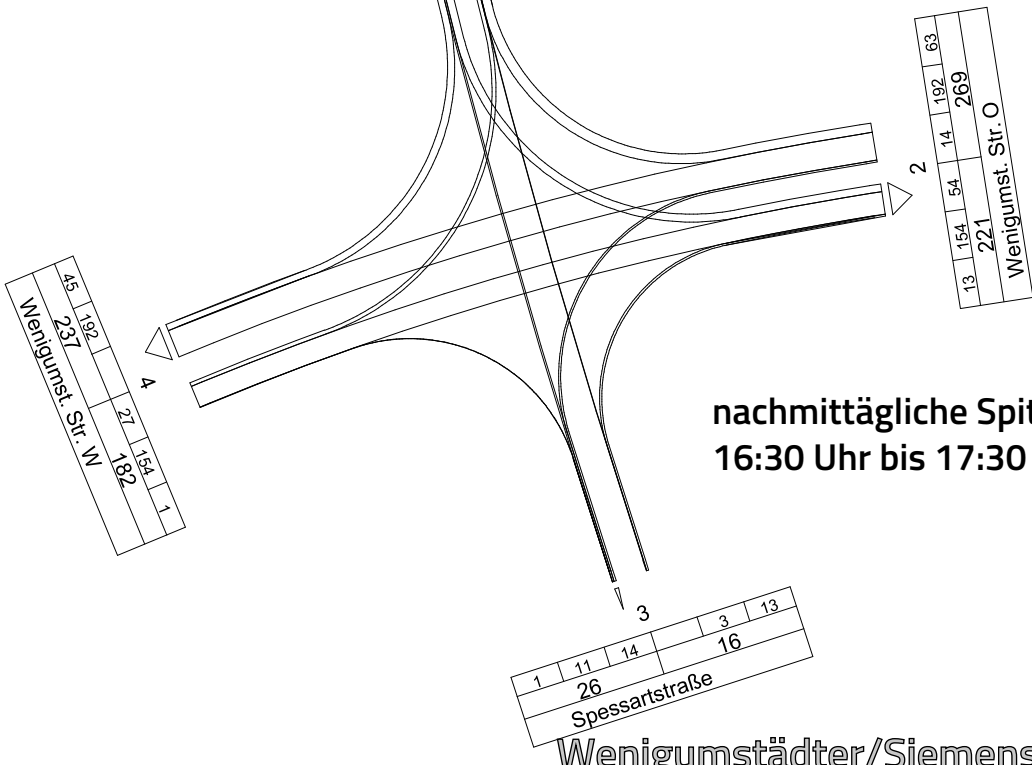 63
192
14
54
154
13
269
221
Wenigumst. Str. O
2
45
192
27
154
1
237
182
Wenigumst. Str. W
4
nachmittägliche Spit
16:30 Uhr bis 17:30
3
1 11 14 3 13
26 16
Spessartstraße
Wenigumstädter/Siemens